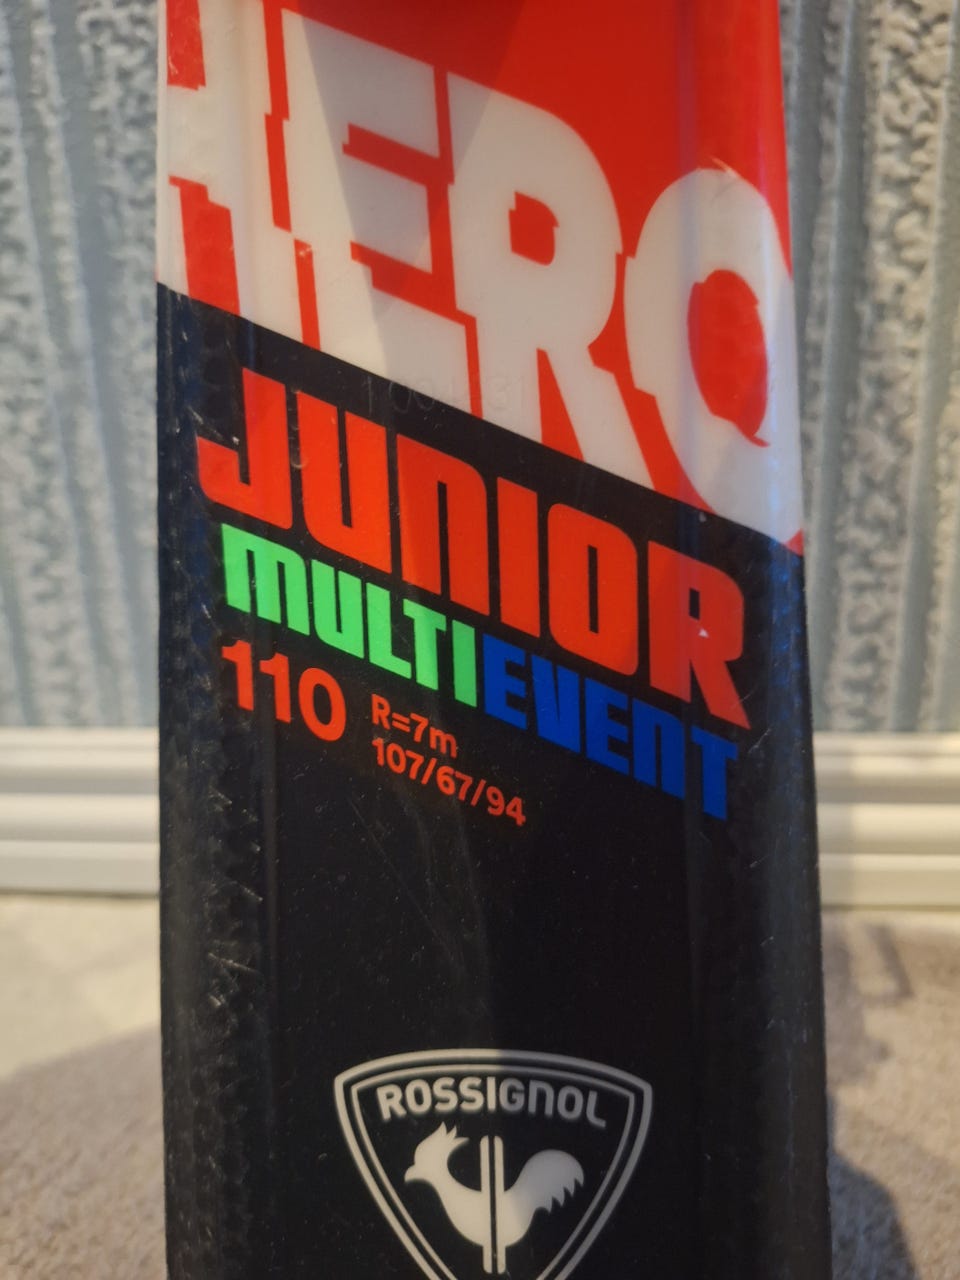 HERO
JUNIOR
MULTIEVENT
110
R=7m
107/67/94
ROSSIGNOL